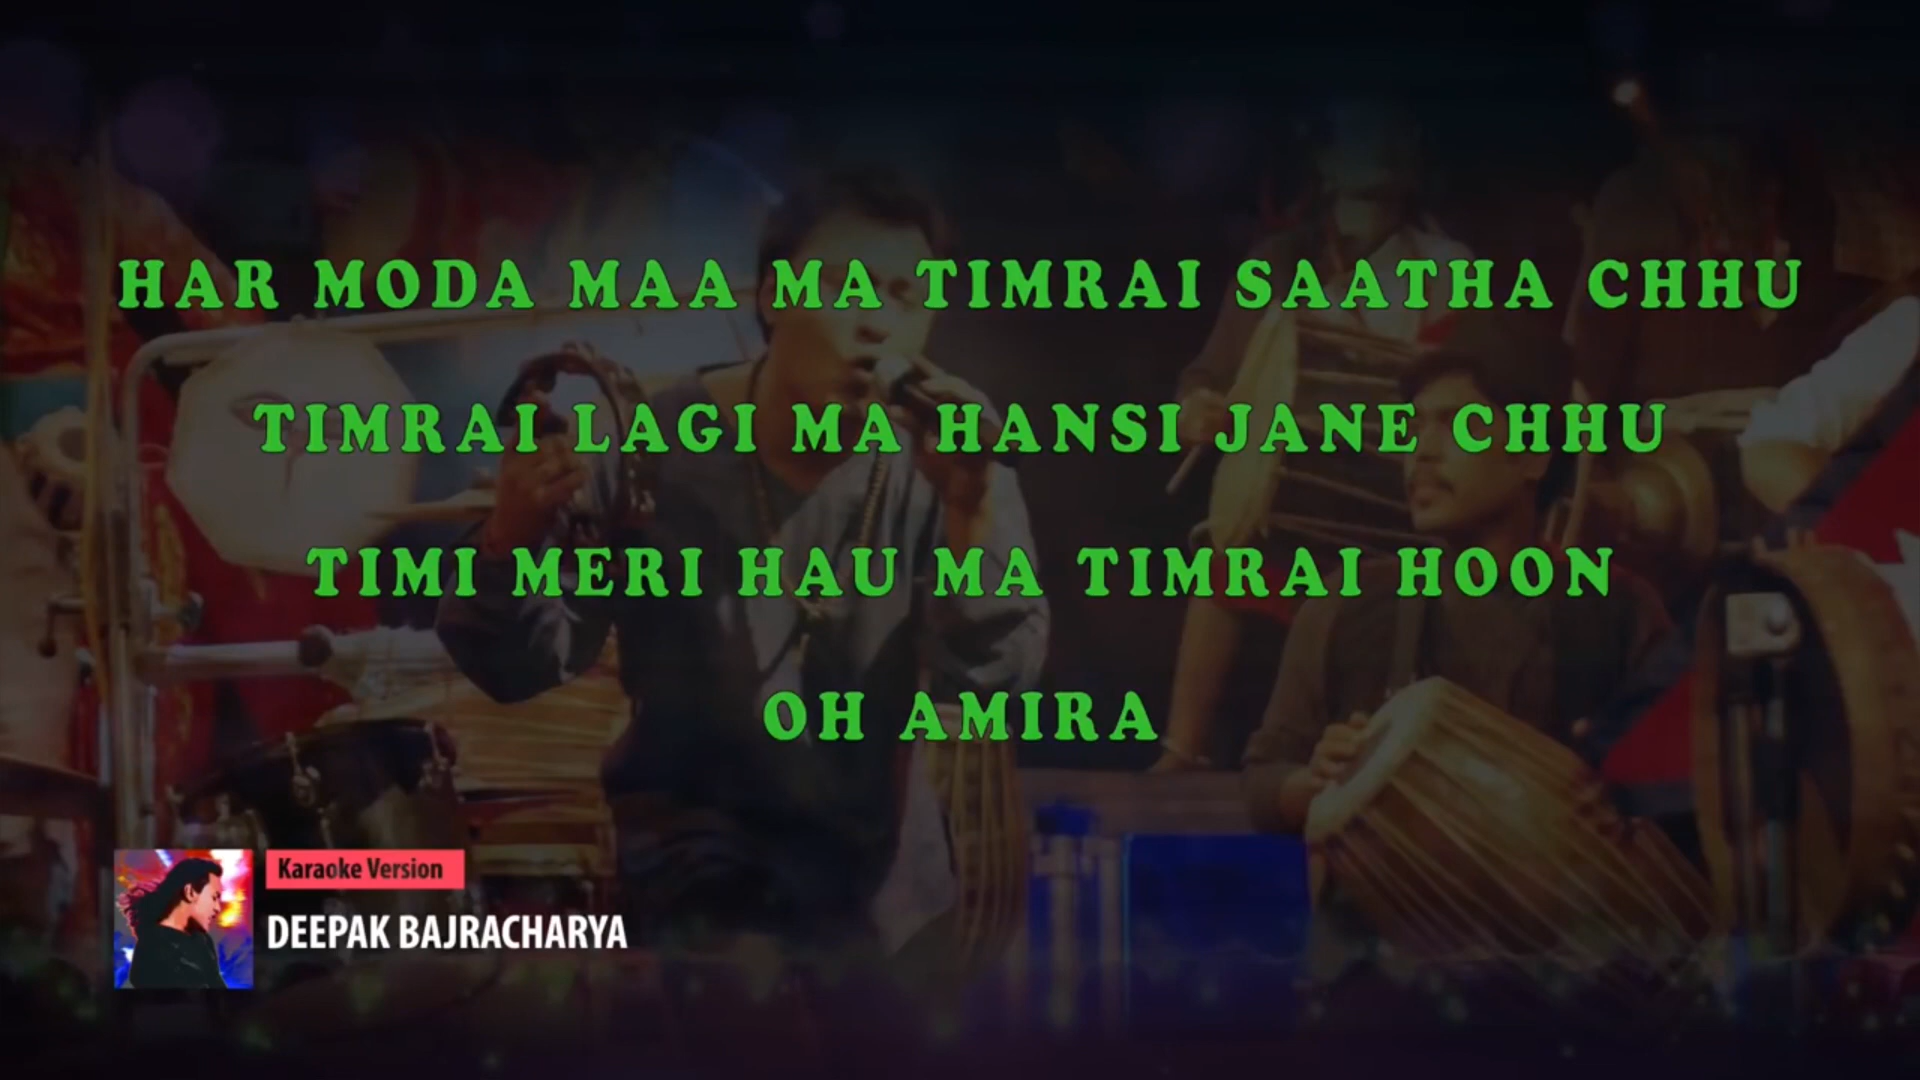 HAR MODA MAA MA TIMRAI SAATHA CHHU
TIMRAI LAGI MA HANSI JANE CHHU
TIMI MERI HAU MA TIMRAI HOON
OH AMIRA
Karaoke Version
DEEPAK BAJRACHARYA